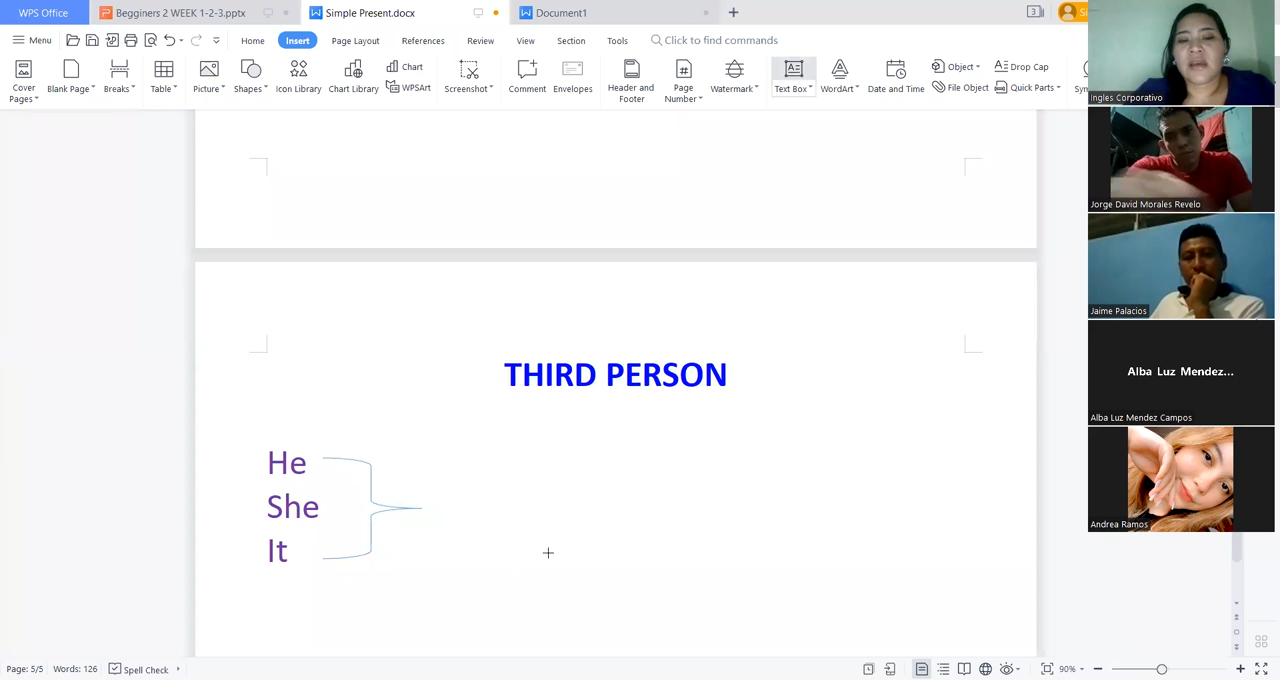 WPS Office
Begginers 2 WEEK 1-2-3.pptx
Simple Present.docx
Document1
3
Menu
Home
Insert
Page Layout
References
Review
View
Section
Tools
Click to find commands
Cover Pages
Blank Page
Breaks
Table
Picture
Shapes
Icon Library
Chart Library
Chart
WPSArt
Screenshot
Comment
Envelopes
Header and Footer
Page Number
Watermark
Text Box
WordArt
Date and Time
Object
File Object
Drop Cap
Quick Parts
THIRD PERSON
He
She
It
Ingles Corporativo
Jorge David Morales Revelo
Jaime Palacios
Alba Luz Mendez...
Alba Luz Mendez Campos
Andrea Ramos
Page: 5/5
Words: 126
Spell Check
90%